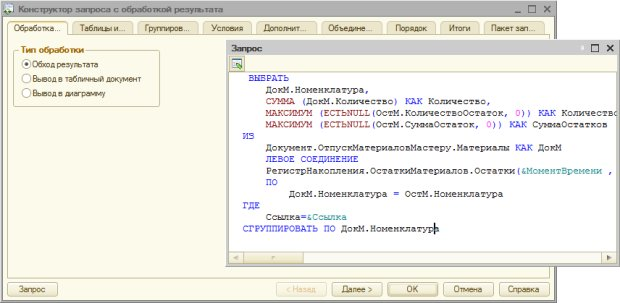 Конструктор запроса с обработкой результата
Обработка... Таблицы и... Группиров... Условия Дополнит... Объедине... Порядок Итоги Пакет зап...
Тип обработки
Обход результата
Вывод в табличный документ
Вывод в диаграмму
Запрос
ВЫБРАТЬ
ДокМ.Номенклатура,
СУММА (ДокМ.Количество) КАК Количество,
МАКСИМУМ (ЕСТЬNULL(ОстМ.КоличествоОстаток, 0)) КАК Количество
МАКСИМУМ (ЕСТЬNULL(ОстМ.СуммаОстаток, 0)) КАК СуммаОстатков
ИЗ
Документ.ОтпускМатериаловМастеру.Материалы КАК ДокМ
ЛЕВОЕ СОЕДИНЕНИЕ
РегистрНакопления.ОстаткиМатериалов.Остатки(&МоментВремени ,
ПО
ДокМ.Номенклатура = ОстМ.Номенклатура
ГДЕ
Ссылка=&Ссылка
СГРУППИРОВАТЬ ПО ДокМ.Номенклатура
Запрос < Назад Далее > OK Отмена Справка